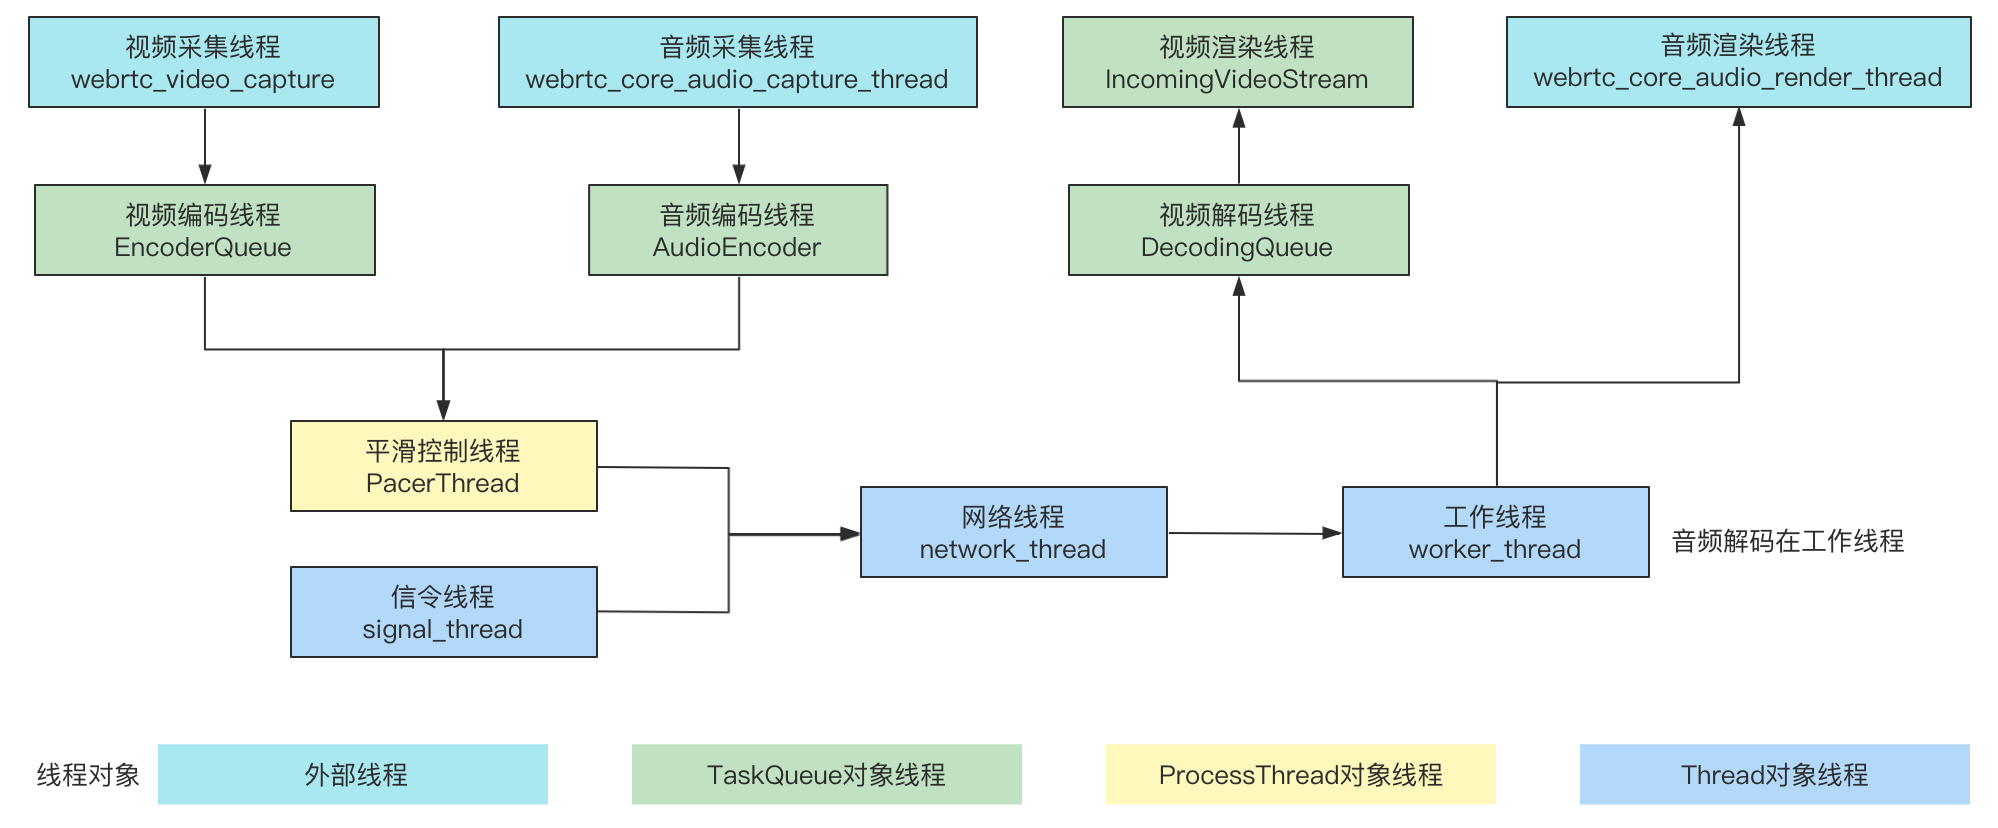 视频采集线程
webrtc_video_capture
音频采集线程
webrtc_core_audio_capture_thread
视频渲染线程
IncomingVideoStream
音频渲染线程
webrtc_core_audio_render_thread
视频编码线程
EncoderQueue
音频编码线程
AudioEncoder
视频解码线程
DecodingQueue
平滑控制线程
PacerThread
网络线程
network_thread
工作线程
worker_thread
音频解码在工作线程
信令线程
signal_thread
线程对象
外部线程
TaskQueue对象线程
ProcessThread对象线程
Thread对象线程